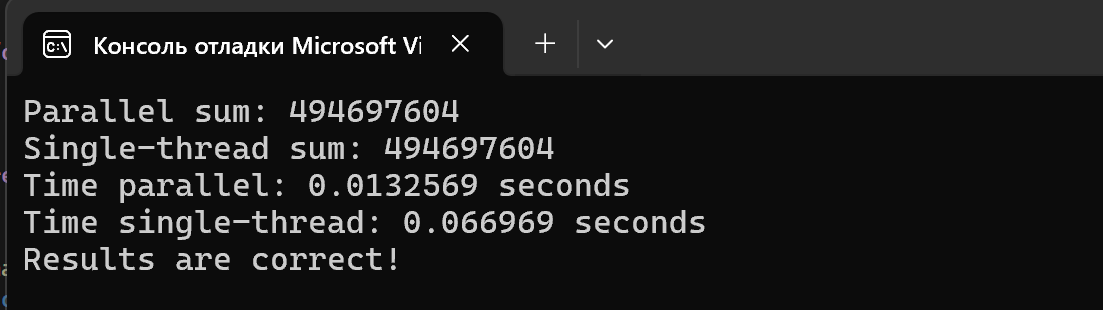 Консоль отладки Microsoft Vi
Parallel sum: 494697604
Single-thread sum: 494697604
Time parallel: 0.0132569 seconds
Time single-thread: 0.066969 seconds
Results are correct!